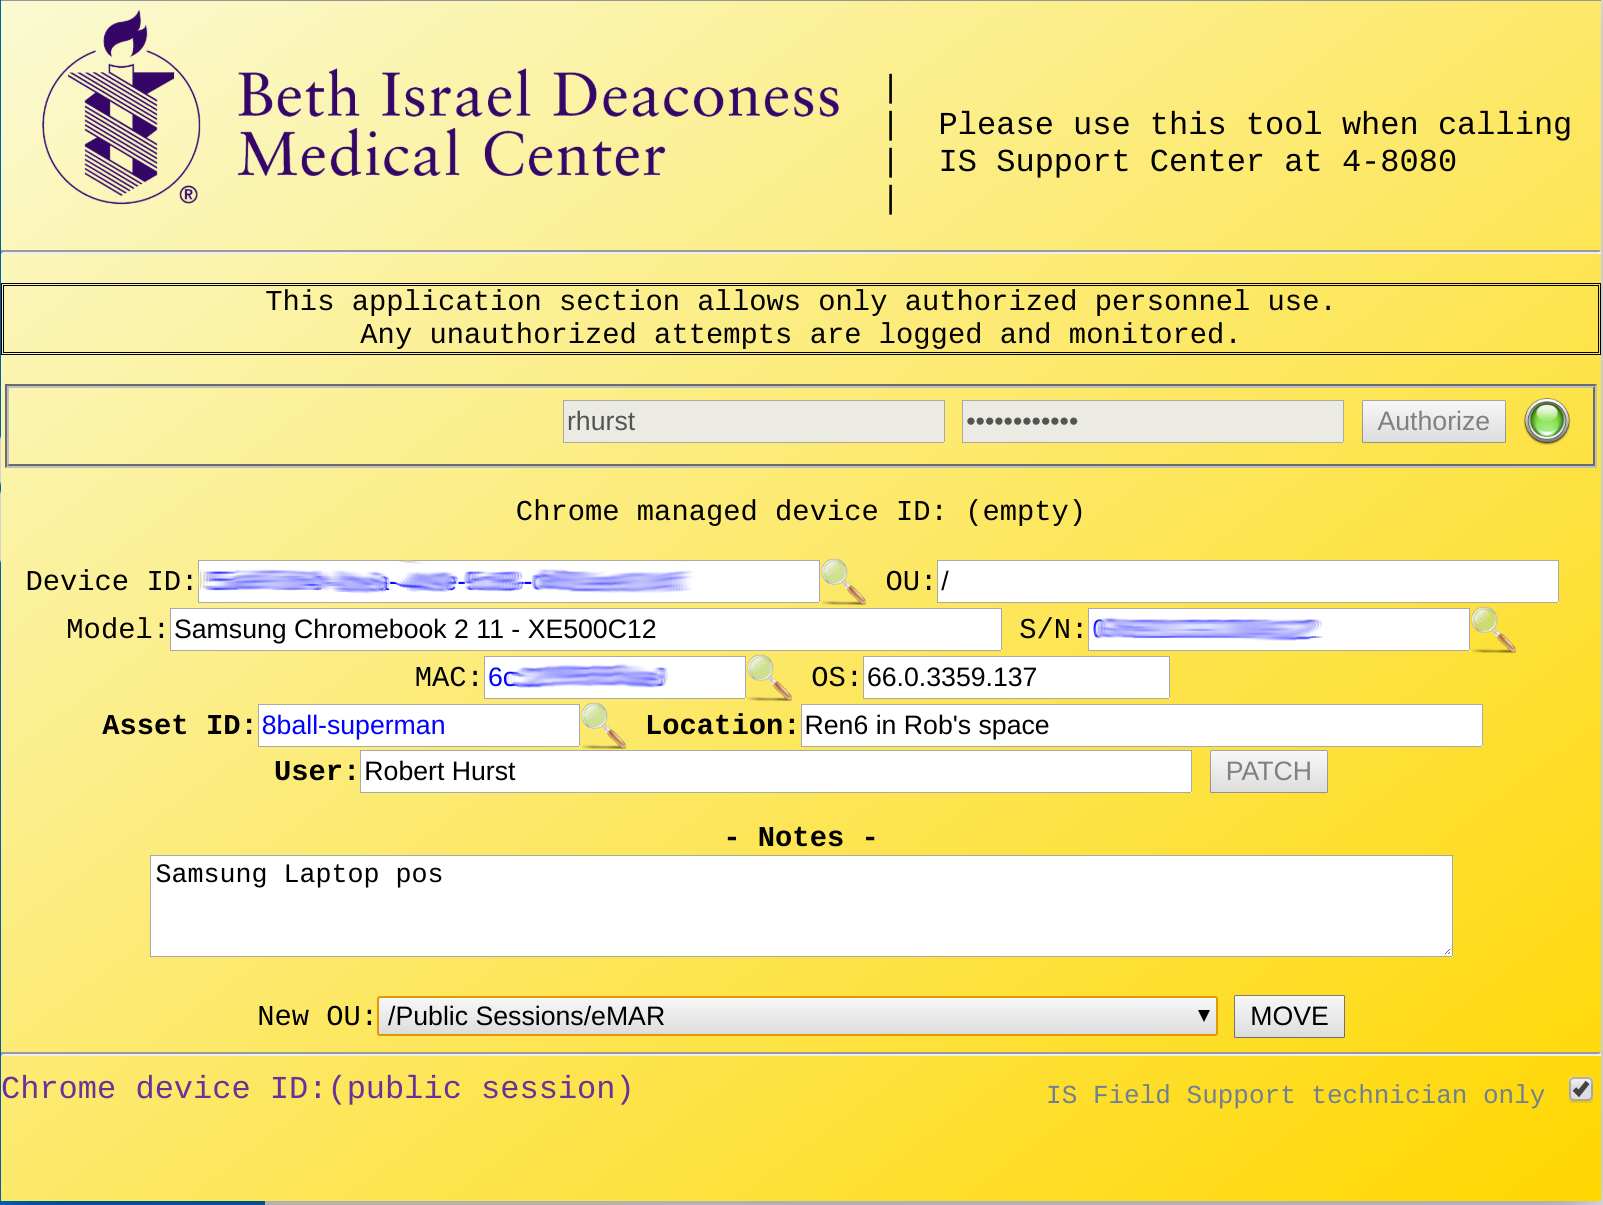 Beth Israel Deaconess
Medical Center
®
| 
|
|
|
Please use this tool when calling
IS Support Center at 4-8080
This application section allows only authorized personnel use.
Any unauthorized attempts are logged and monitored.
rhurst •••••••••••• Authorize
Chrome managed device ID: (empty)
Device ID: OU: /
Model: Samsung Chromebook 2 11 - XE500C12 S/N:
MAC: OS: 66.0.3359.137
Asset ID: 8ball-superman Location: Ren6 in Rob's space
User: Robert Hurst PATCH
- Notes -
Samsung Laptop pos
New OU: /Public Sessions/eMAR ▼ MOVE
Chrome device ID:(public session) IS Field Support technician only